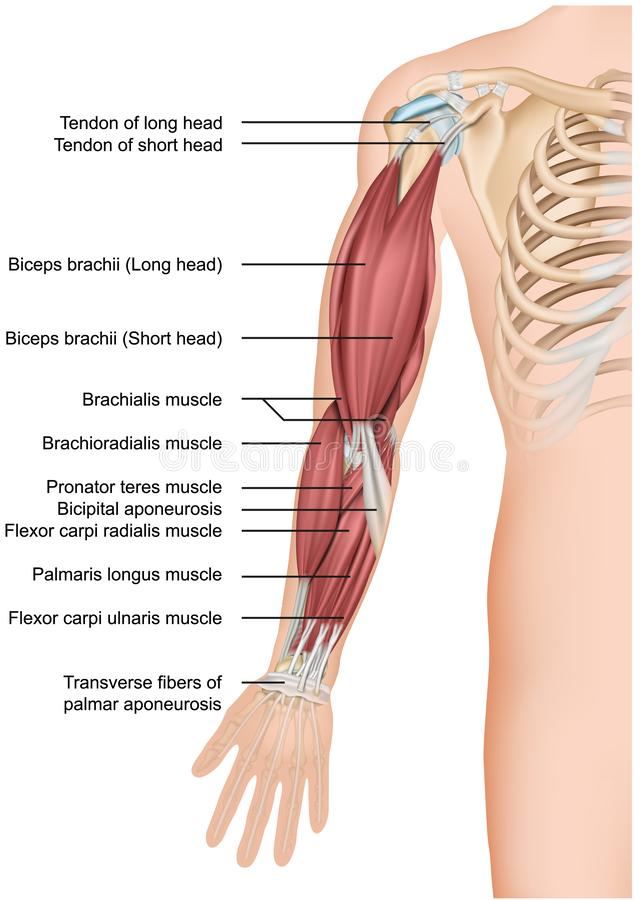 Tendon of long head
Tendon of short head
Biceps brachii (Long head)
Biceps brachii (Short head)
Brachialis muscle
Brachioradialis muscle
dreamstime.
Pronator teres muscle
Bicipital aponeurosis
Flexor carpi radialis muscle
Palmaris longus muscle
Flexor carpi ulnaris muscle
Transverse fibers of
palmar aponeurosis